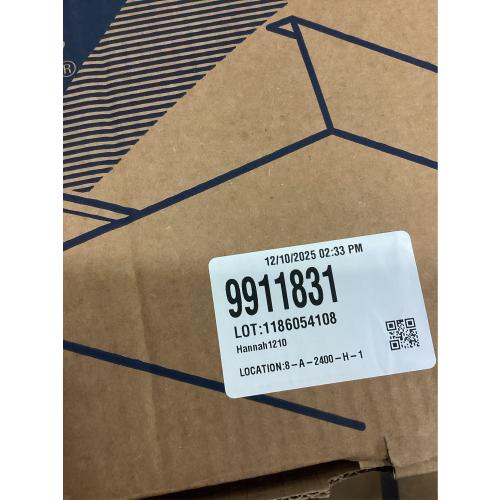 ®
12/10/2025 02:33 PM
9911831
LOT:1186054108
Hannah1210
LOCATION:8-A-2400-H-1